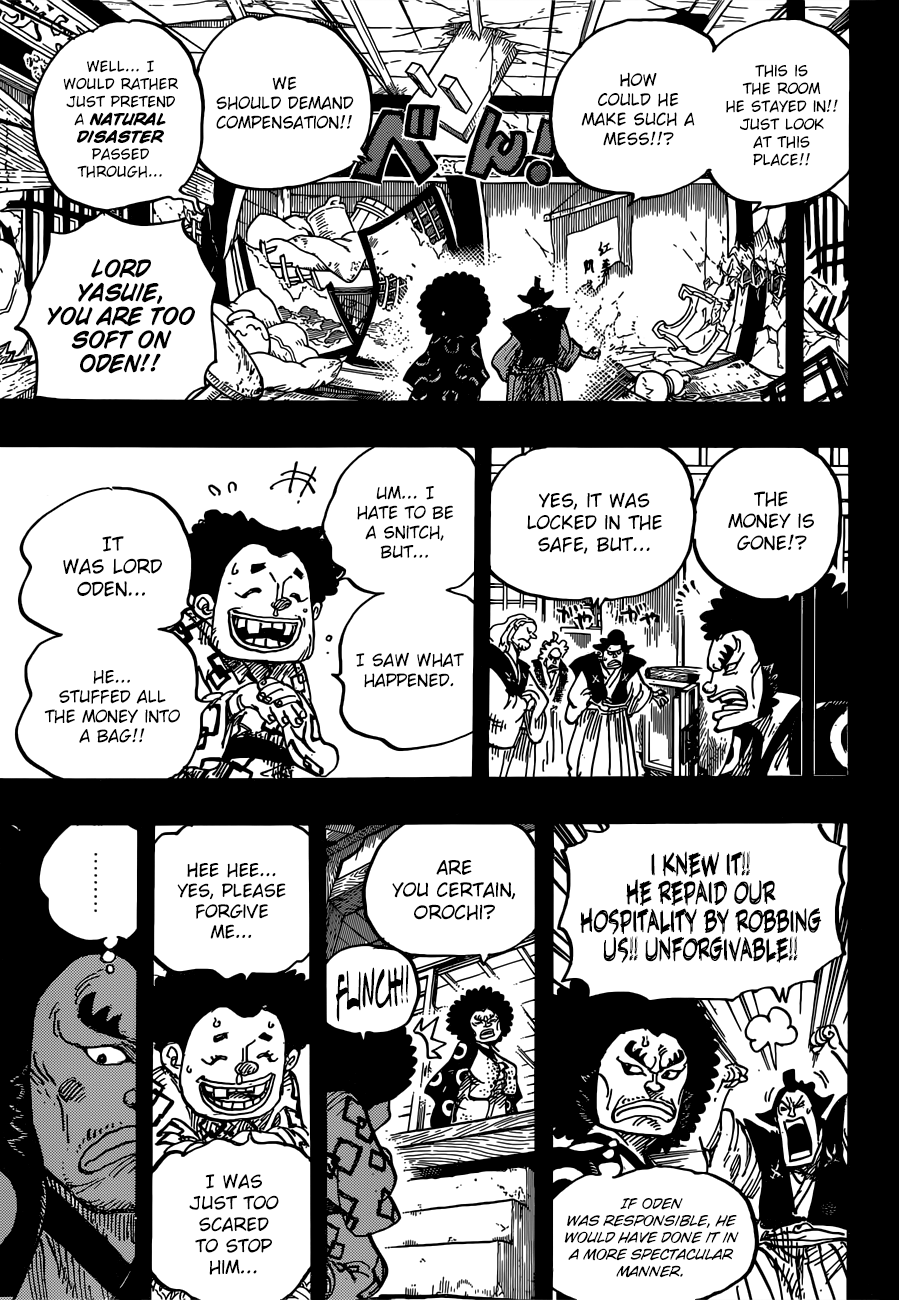 THIS IS
THE ROOM
HE STAYED IN!!
JUST LOOK
AT THIS
PLACE!!
HOW
COULD HE
MAKE SUCH A
MESS!!?
べん!
WE
SHOULD DEMAND
COMPENSATION!!
WELL... I
WOULD RATHER
JUST PRETEND
A NATURAL
DISASTER
PASSED
THROUGH...
LORD
YASUIE,
YOU ARE TOO
SOFT ON
ODEN!!
THE
MONEY IS
GONE!?
YES, IT WAS
LOCKED IN THE
SAFE, BUT...
UM... I
HATE TO BE
A SNITCH,
BUT...
I SAW WHAT
HAPPENED.
IT
WAS LORD
ODEN...
HE...
STUFFED ALL
THE MONEY INTO
A BAG!!
I KNEW IT!!
HE REPAID OUR
HOSPITALITY BY ROBBING
US!! UNFORGIVABLE!!
IF ODEN
WAS RESPONSIBLE, HE
WOULD HAVE DONE IT IN
A MORE SPECTACULAR
MANNER.
ARE
YOU CERTAIN,
OROCHI?
FLINCH!!
HEE HEE...
YES, PLEASE
FORGIVE
ME...
I WAS
JUST TOO
SCARED
TO STOP
HIM...
........